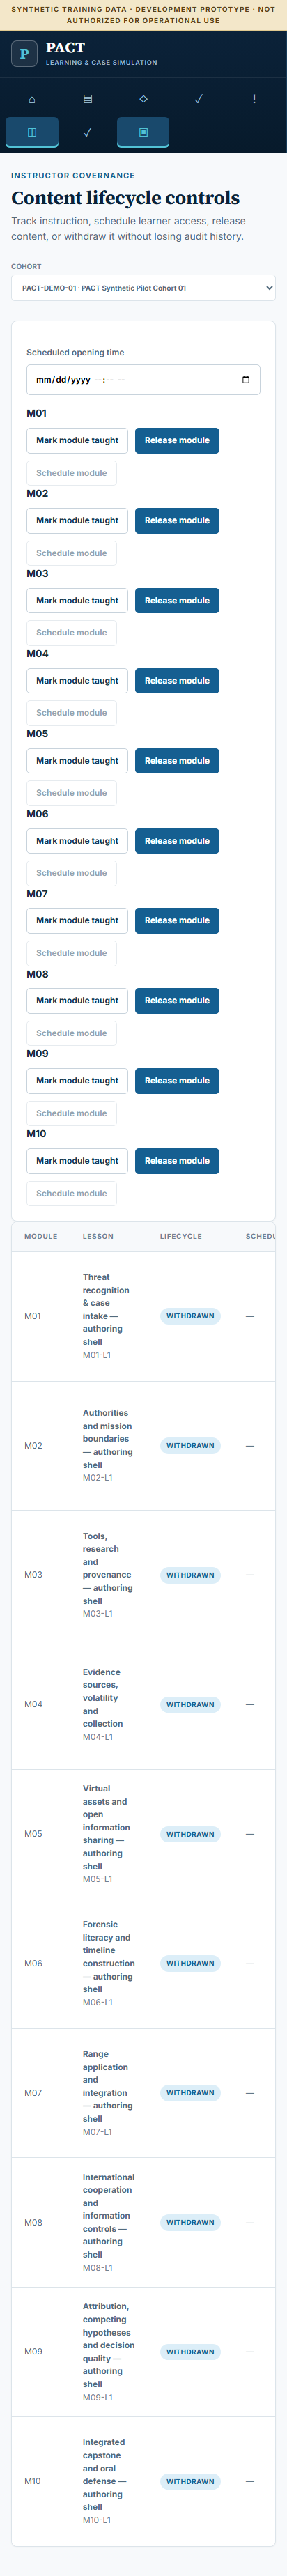 SYNTHETIC TRAINING DATA · DEVELOPMENT PROTOTYPE · NOT
AUTHORIZED FOR OPERATIONAL USE
P
PACT
LEARNING & CASE SIMULATION
INSTRUCTOR GOVERNANCE
Content lifecycle controls
Track instruction, schedule learner access, release
content, or withdraw it without losing audit history.
COHORT
PACT-DEMO-01 · PACT Synthetic Pilot Cohort 01
Scheduled opening time
mm/dd/yyyy --:-- --
M01
Mark module taught Release module
Schedule module
M02
Mark module taught Release module
Schedule module
M03
Mark module taught Release module
Schedule module
M04
Mark module taught Release module
Schedule module
M05
Mark module taught Release module
Schedule module
M06
Mark module taught Release module
Schedule module
M07
Mark module taught Release module
Schedule module
M08
Mark module taught Release module
Schedule module
M09
Mark module taught Release module
Schedule module
M10
Mark module taught Release module
Schedule module
MODULE LESSON LIFECYCLE SCHEDU
Threat
recognition
& case
intake —
authoring
shell
M01 WITHDRAWN —
M01-L1
Authorities
and mission
boundaries
— authoring
shell
M02 WITHDRAWN —
M02-L1
Tools,
research
and
provenance
— authoring
shell
M03 WITHDRAWN —
M03-L1
Evidence
sources,
volatility
and
collection
M04 WITHDRAWN —
M04-L1
Virtual
assets and
open
information
sharing —
authoring
shell
M05 WITHDRAWN —
M05-L1
Forensic
literacy and
timeline
construction
— authoring
shell
M06 WITHDRAWN —
M06-L1
Range
application
and
integration
— authoring
shell
M07 WITHDRAWN —
M07-L1
International
cooperation
and
information
controls —
authoring
shell
M08 WITHDRAWN —
M08-L1
Attribution,
competing
hypotheses
and decision
quality —
authoring
shell
M09 WITHDRAWN —
M09-L1
Integrated
capstone
and oral
defense —
authoring
shell
M10 WITHDRAWN —
M10-L1